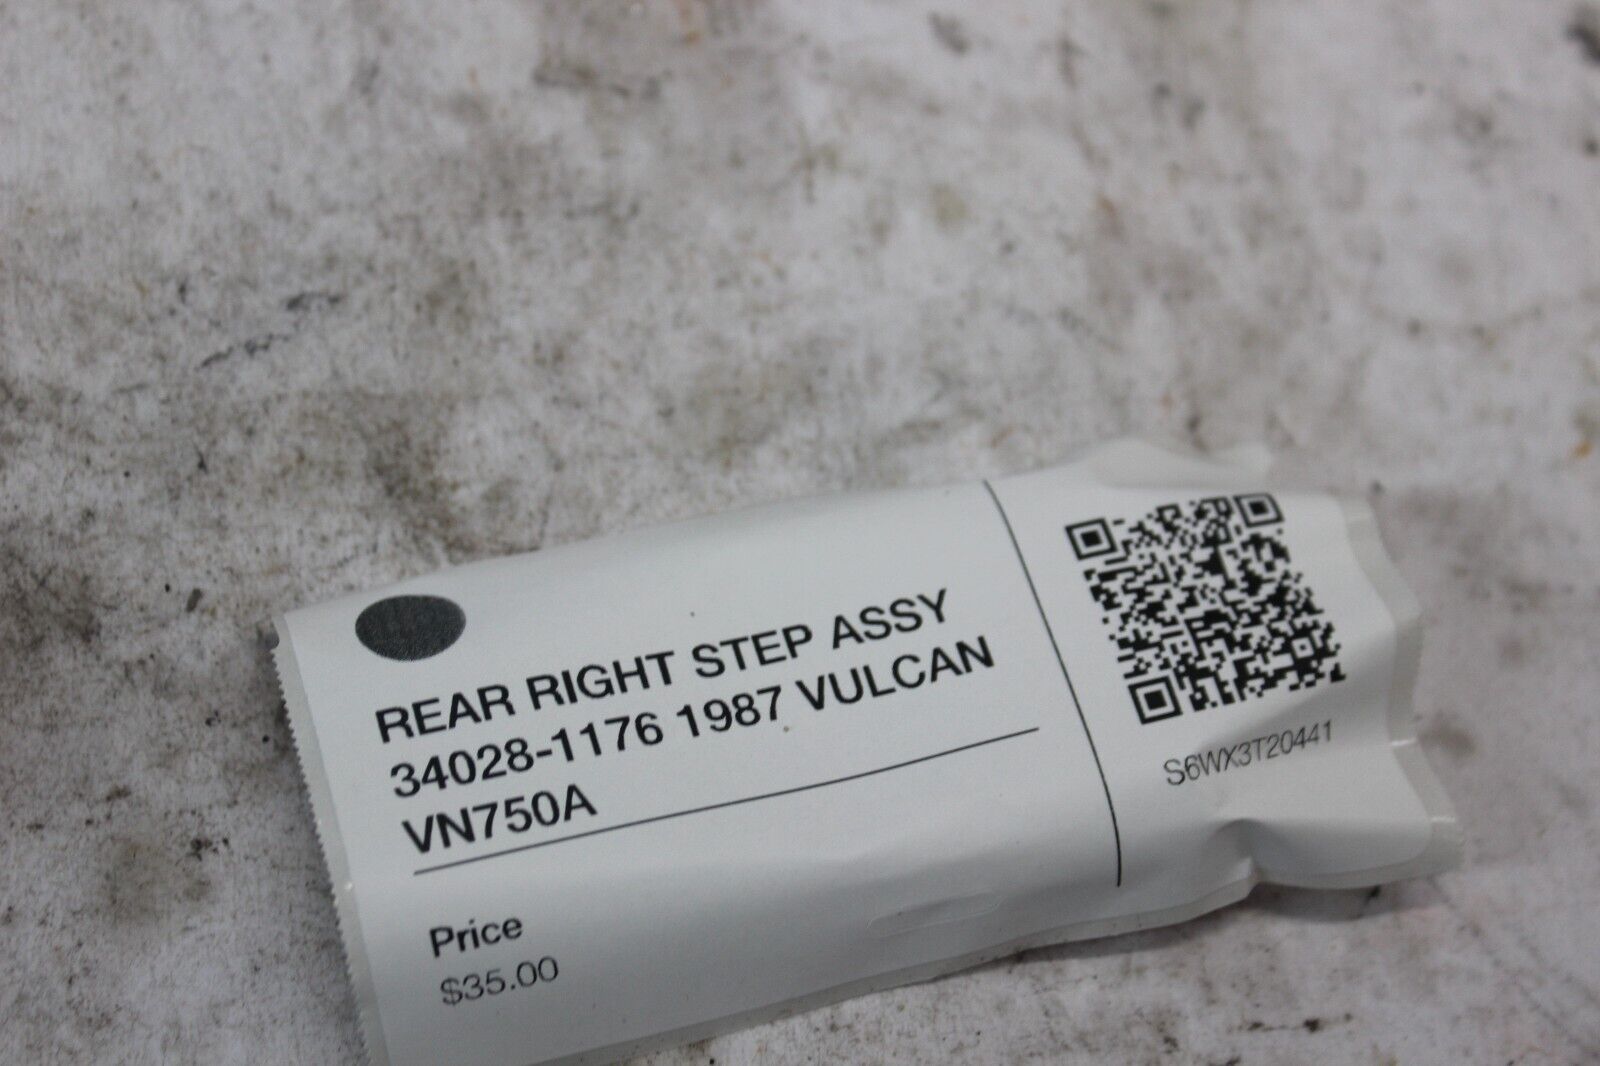 REAR RIGHT STEP ASSY
34028-1176 1987 VULCAN
VN750A
Price
$35.00
S6WX3T20441